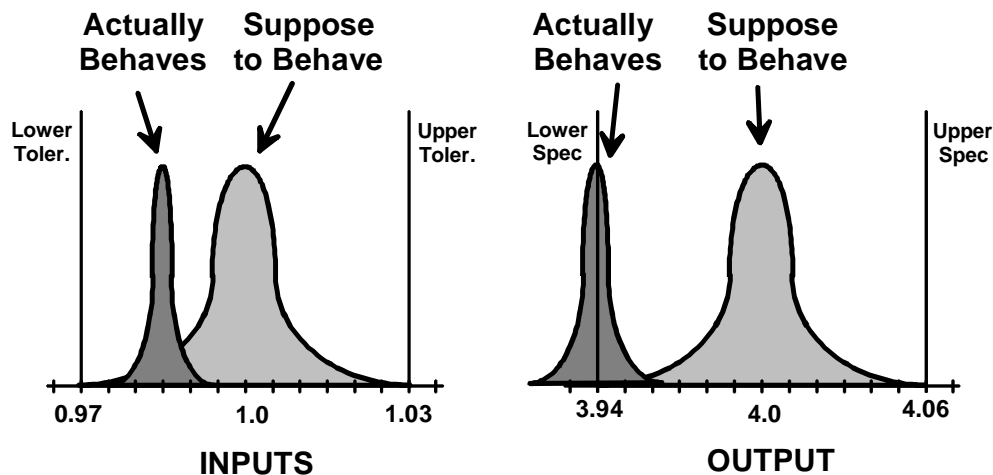 Actually
Behaves
Suppose
to Behave
Lower
Toler.
Upper
Toler.
0.97
1.0
1.03
INPUTS
Actually
Behaves
Suppose
to Behave
Lower
Spec
Upper
Spec
3.94
4.0
4.06
OUTPUT